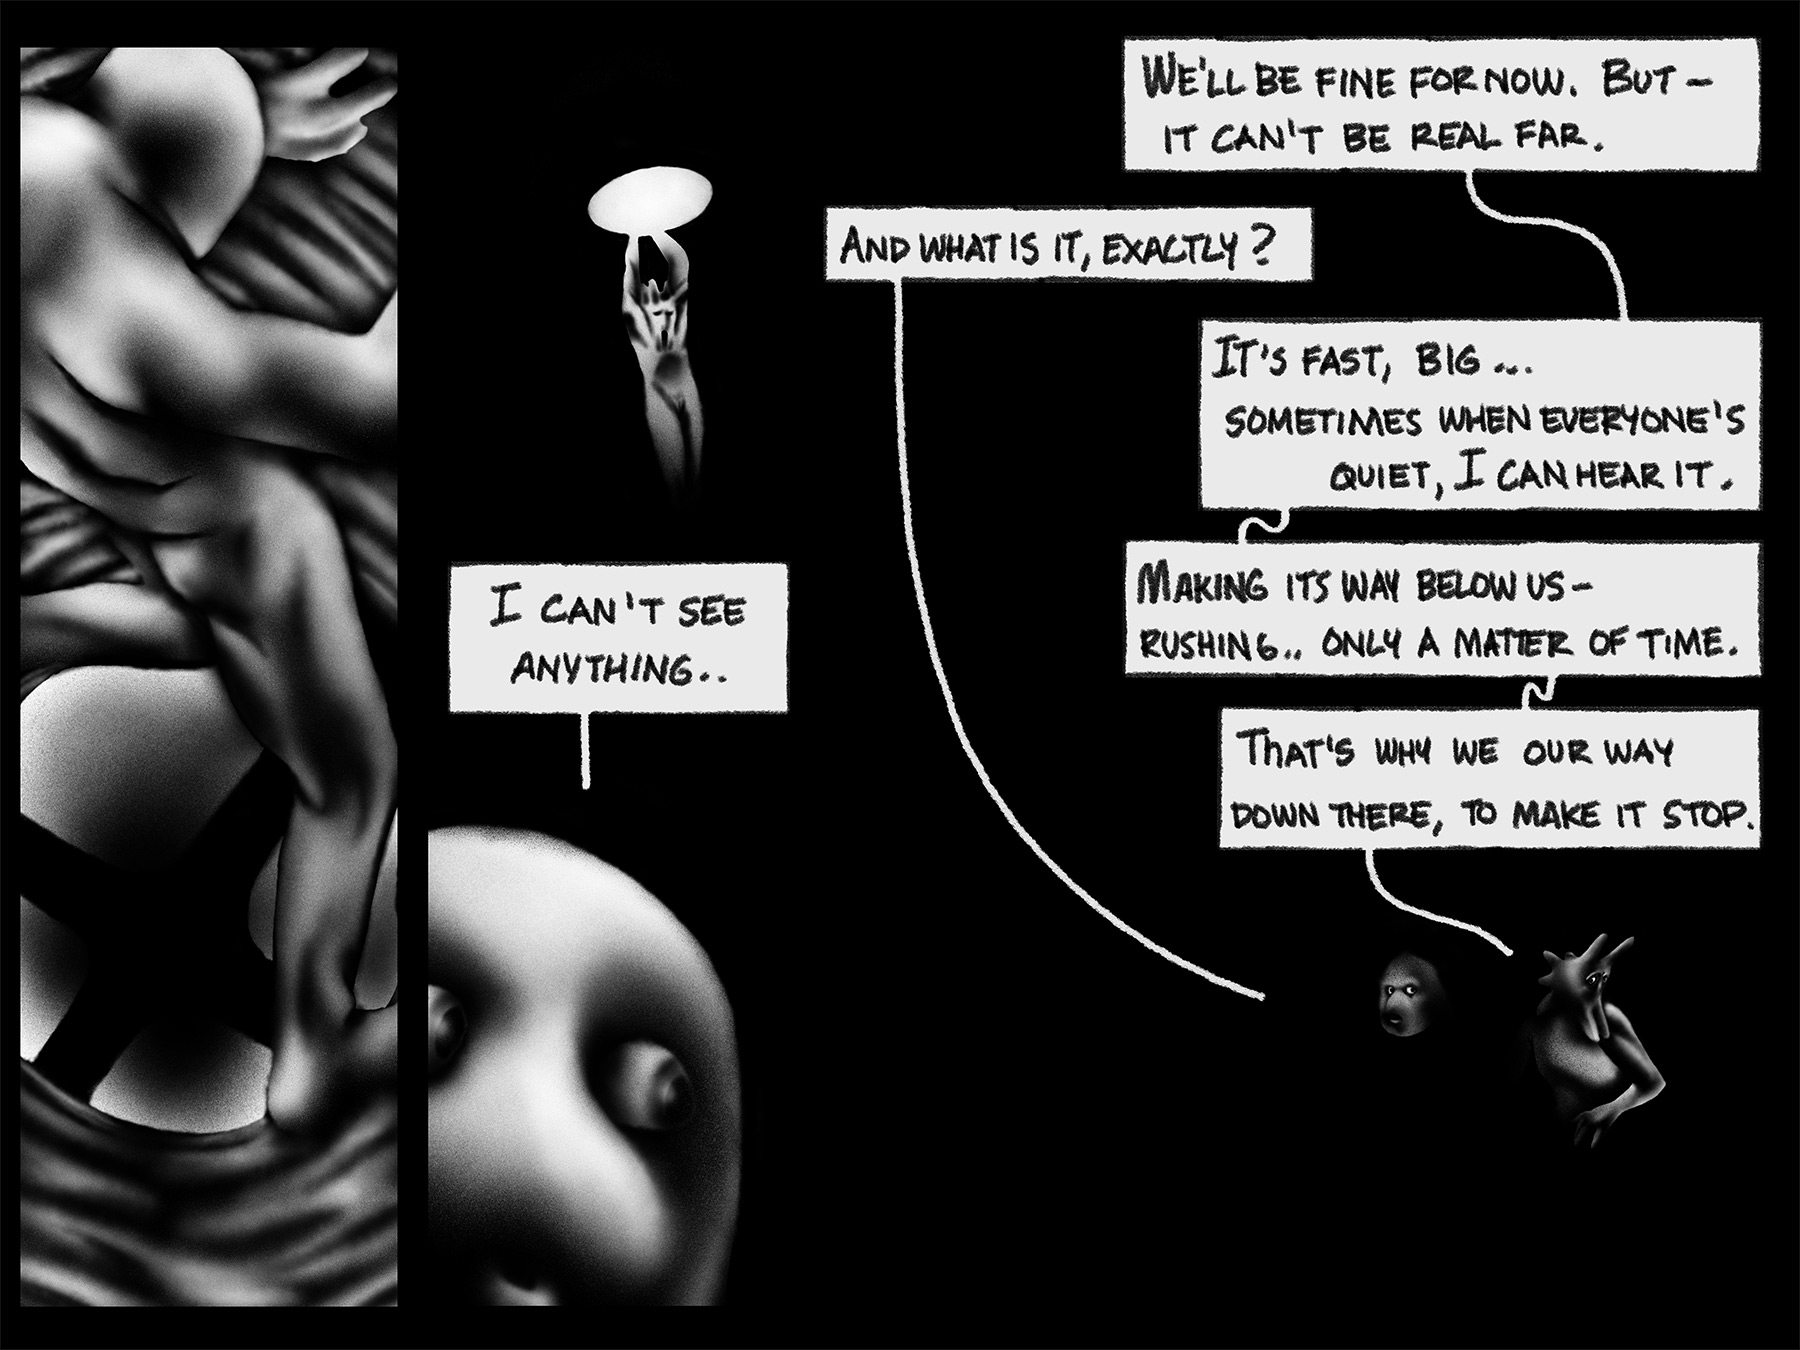 I CAN'T SEE
ANYTHING..
WE'LL BE FINE FOR NOW. BUT -
IT CAN'T BE REAL FAR.
AND WHAT IS IT, EXACTLY?
IT'S FAST, BIG ...
SOMETIMES WHEN EVERYONE'S
QUIET, I CAN HEAR IT.
MAKING ITS WAY BELOW US -
RUSHING.. ONLY A MATTER OF TIME.
THAT'S WHY WE OUR WAY
DOWN THERE, TO MAKE IT STOP.